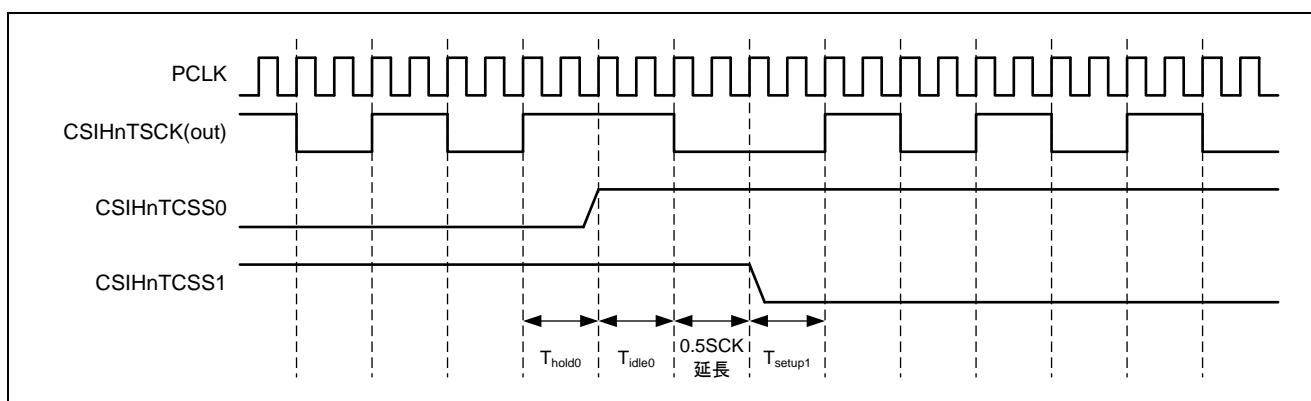 PCLK
CSIHnTSCK(out)
CSIHnTCSS0
CSIHnTCSS1
Thold0
Tidle0
0.5SCK
延長
Tsetup1